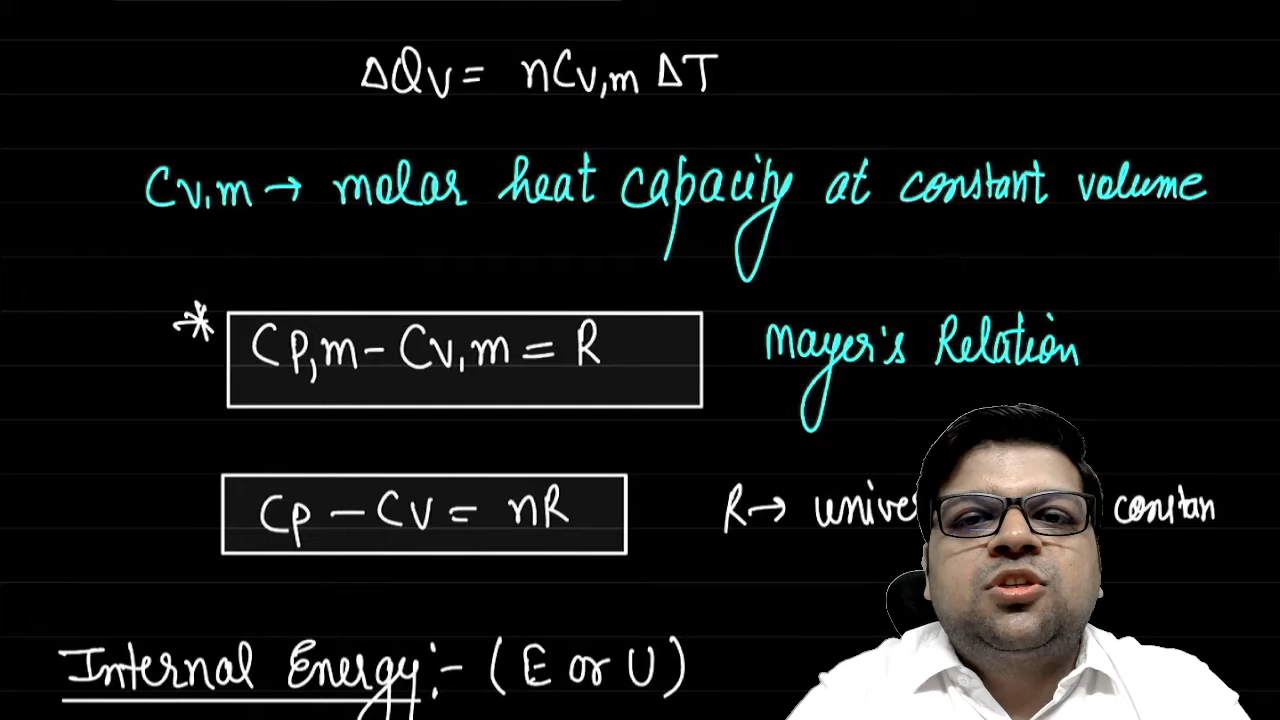 ΔQv = nCv,m ΔT
Cv,m → molar heat capacity at constant volume
* Cp,m - Cv,m = R Mayer's Relation
Cp - Cv = nR R → constan
Internal Energy:- (E or U)